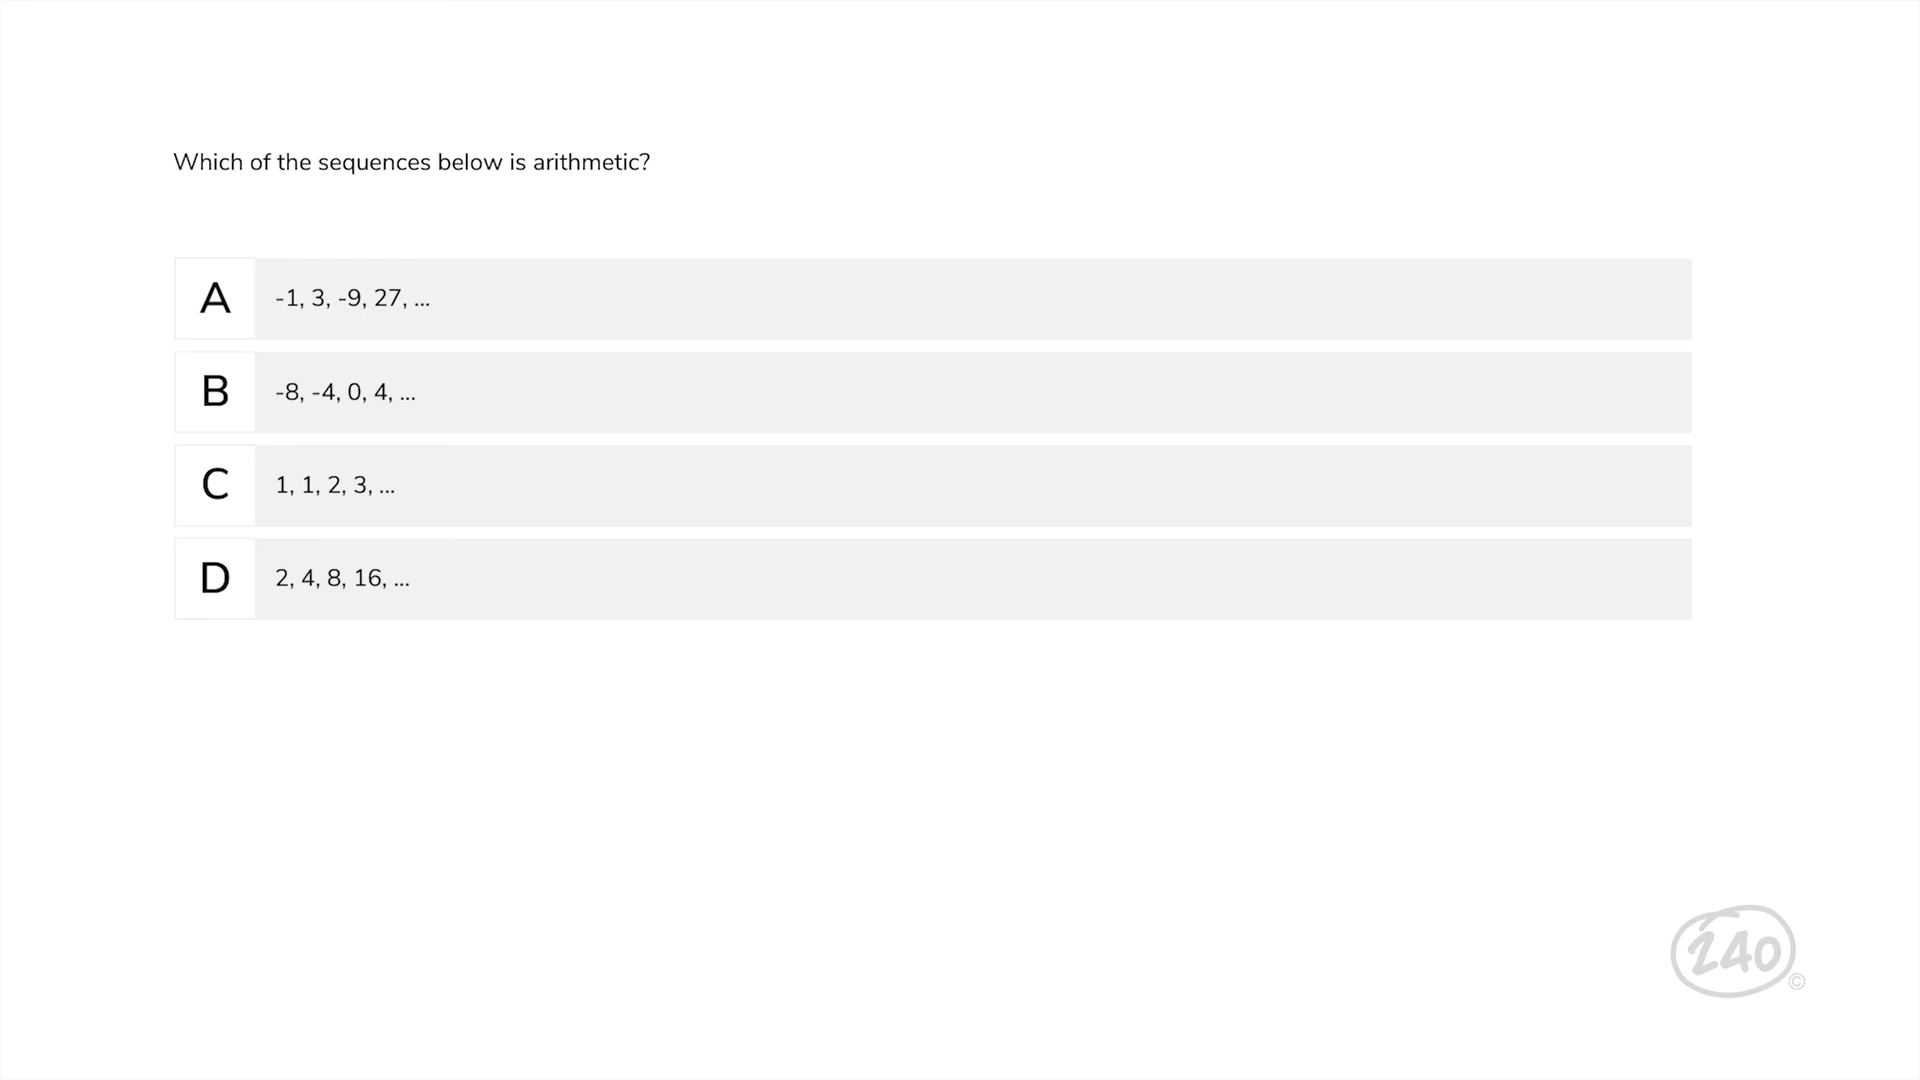 Which of the sequences below is arithmetic?
A -1, 3, -9, 27, ...
B -8, -4, 0, 4, ...
C 1, 1, 2, 3, ...
D 2, 4, 8, 16, ...
240 ©